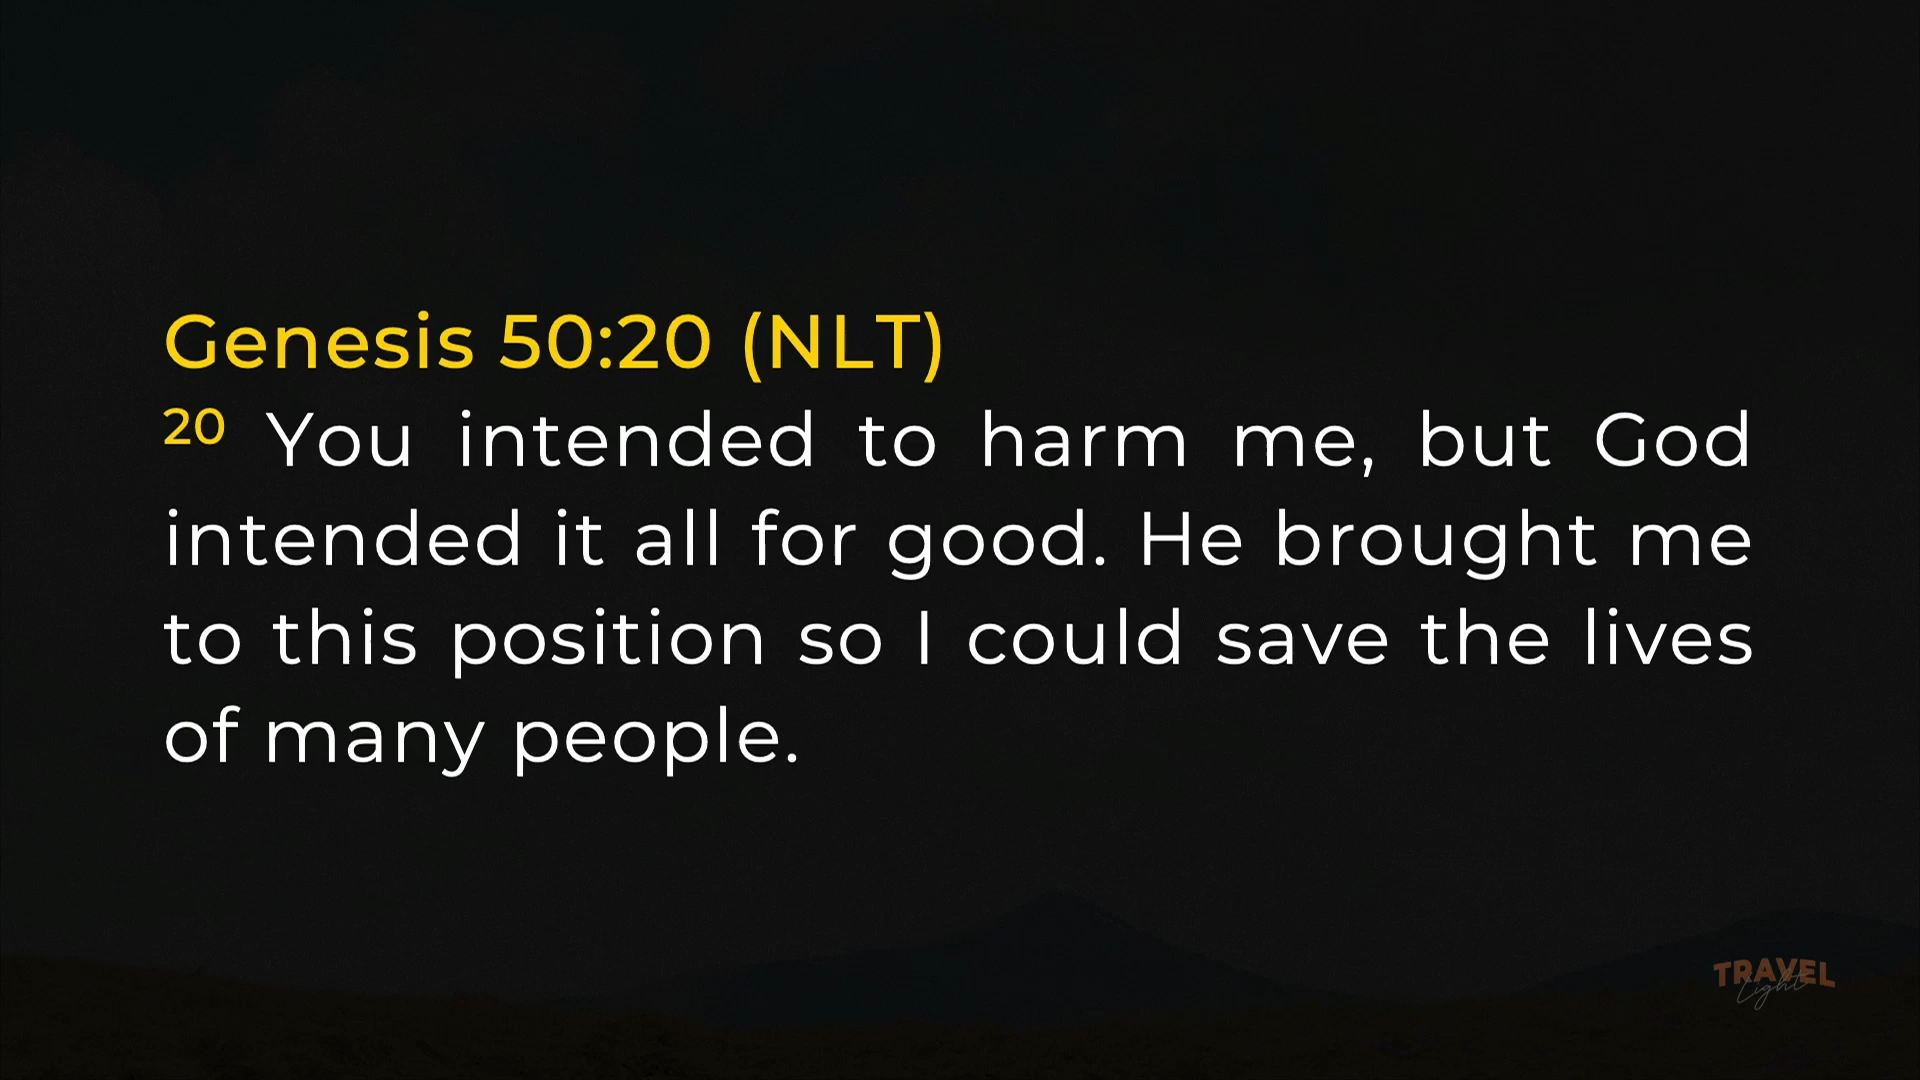 Genesis 50:20 (NLT)
20 You intended to harm me, but God
intended it all for good. He brought me
to this position so I could save the lives
of many people.
TRAVEL
Light